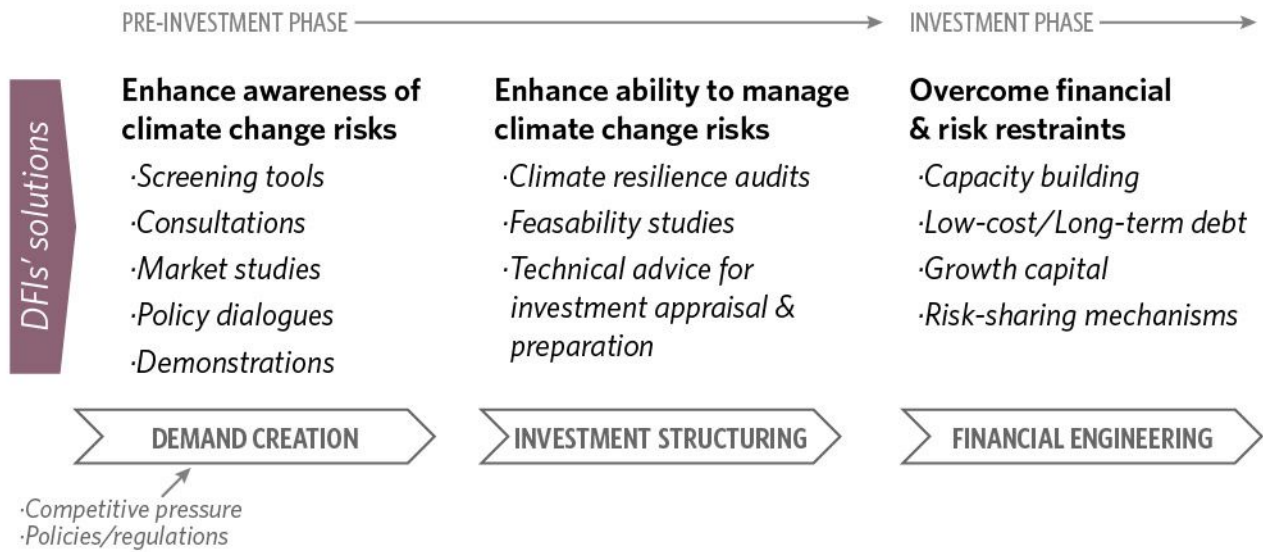 PRE-INVESTMENT PHASE
INVESTMENT PHASE
DFIs' solutions
Enhance awareness of
climate change risks
·Screening tools
·Consultations
·Market studies
·Policy dialogues
·Demonstrations
Enhance ability to manage
climate change risks
·Climate resilience audits
·Feasability studies
·Technical advice for
investment appraisal &
preparation
Overcome financial
& risk restraints
·Capacity building
·Low-cost/Long-term debt
·Growth capital
·Risk-sharing mechanisms
DEMAND CREATION
INVESTMENT STRUCTURING
FINANCIAL ENGINEERING
·Competitive pressure
·Policies/regulations